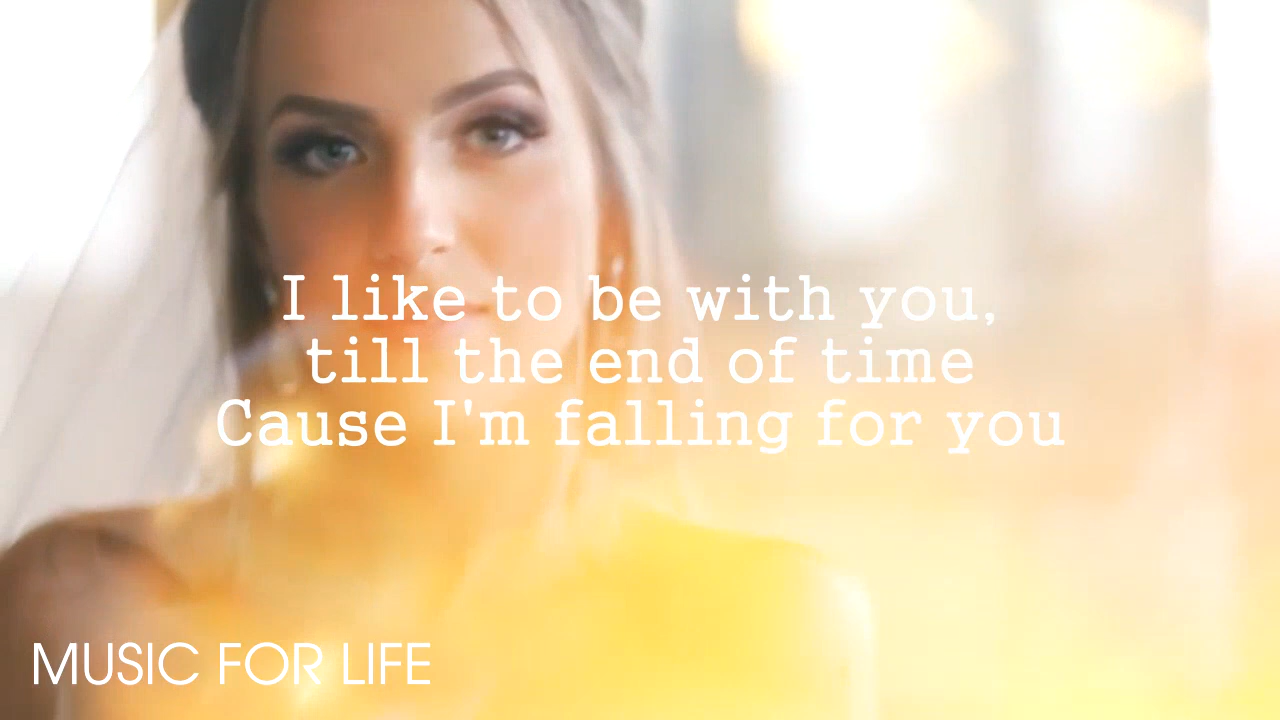 I like to be with you,
till the end of time
Cause I'm falling for you
MUSIC FOR LIFE